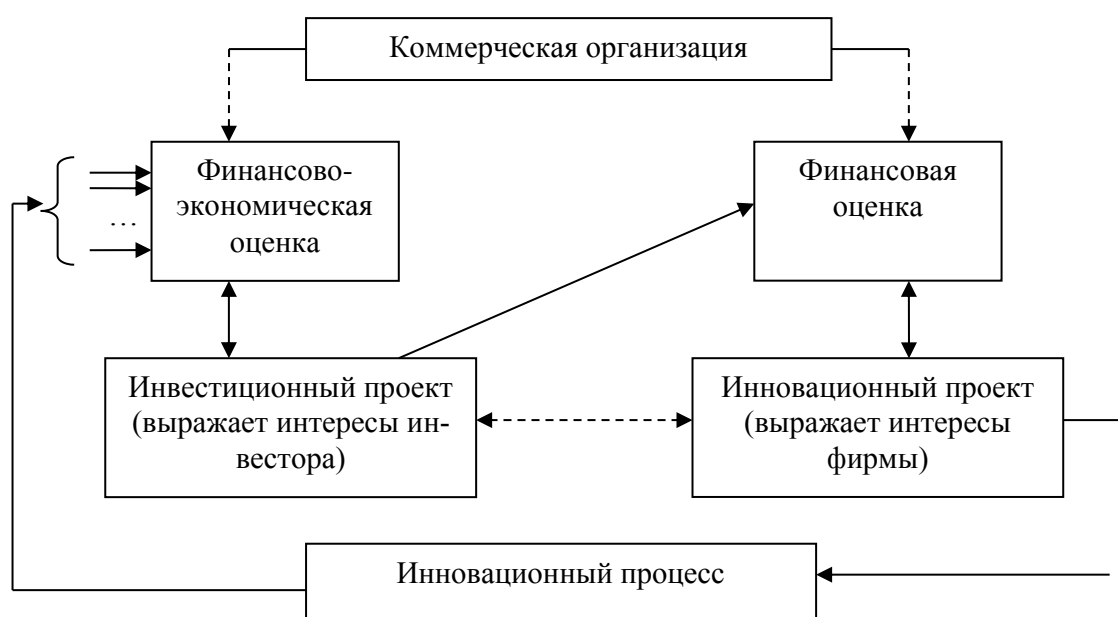 Коммерческая организация
Финансово-
экономическая
оценка
Финансовая
оценка
...
Инвестиционный проект
(выражает интересы ин-
вестора)
Инновационный проект
(выражает интересы
фирмы)
Инновационный процесс